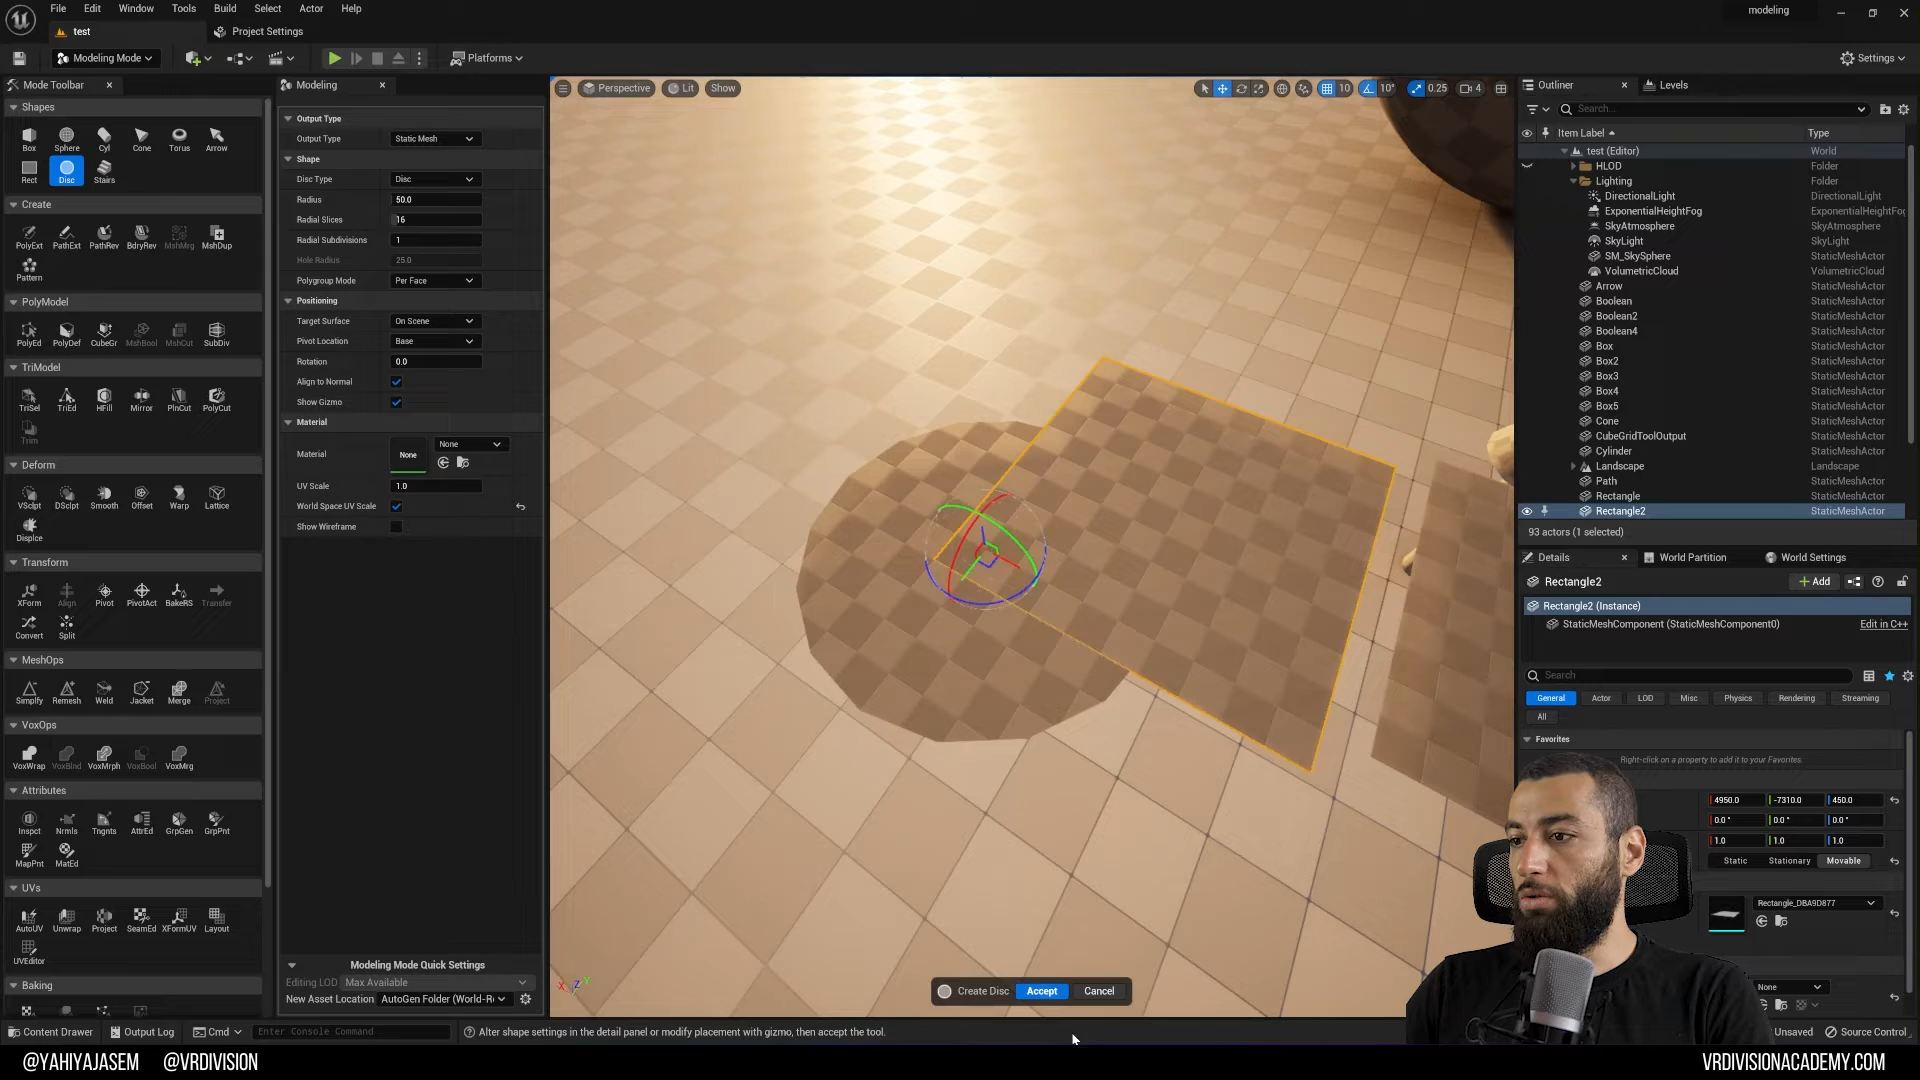 File Edit Window Tools Build Select Actor Help
modeling
test
Project Settings
Modeling Mode
Platforms
Settings
Mode Toolbar
Shapes
Box Sphere Cyl Cone Torus Arrow
Rect Disc Stairs
Create
PolyExt PathExt PathRev BdryRev MshMrg MshDup
Pattern
PolyModel
PolyEd PolyDef CubeGr MshBool MshCut SubDiv
TriModel
TriSel TriEd HFill Mirror PlnCut PolyCut
Trim
Deform
VSclpt DSclpt Smooth Offset Warp Lattice
Displce
Transform
XForm Align Pivot PivotAct BakeRS Transfer
Convert Split
MeshOps
Simplfy Remesh Weld Jacket Merge Project
VoxOps
VoxWrap VoxBlnd VoxMrph VoxBool VoxMrg
Attributes
Inspct Nrmls Tngnts AttrEd GrpGen GrpPnt
MapPnt MatEd
UVs
AutoUV Unwrap Project SeamEd XFormUV Layout
UVEditor
Baking
Modeling
Output Type
Output Type Static Mesh
Shape
Disc Type Disc
Radius 50.0
Radial Slices 16
Radial Subdivisions 1
Hole Radius 25.0
Polygroup Mode Per Face
Positioning
Target Surface On Scene
Pivot Location Base
Rotation 0.0
Align to Normal
Show Gizmo
Material
Material None None
UV Scale 1.0
World Space UV Scale
Show Wireframe
Modeling Mode Quick Settings
Editing LOD Max Available
New Asset Location AutoGen Folder (World-R
Perspective Lit Show
10 10° 0.25 4
X Z Y
Create Disc Accept Cancel
Outliner Levels
Search...
Item Label Type
test (Editor) World
HLOD Folder
Lighting Folder
DirectionalLight DirectionalLight
ExponentialHeightFog ExponentialHeightFog
SkyAtmosphere SkyAtmosphere
SkyLight SkyLight
SM_SkySphere StaticMeshActor
VolumetricCloud VolumetricCloud
Arrow StaticMeshActor
Boolean StaticMeshActor
Boolean2 StaticMeshActor
Boolean4 StaticMeshActor
Box StaticMeshActor
Box2 StaticMeshActor
Box3 StaticMeshActor
Box4 StaticMeshActor
Box5 StaticMeshActor
Cone StaticMeshActor
CubeGridToolOutput StaticMeshActor
Cylinder StaticMeshActor
Landscape Landscape
Path StaticMeshActor
Rectangle StaticMeshActor
Rectangle2 StaticMeshActor
93 actors (1 selected)
Details World Partition World Settings
Rectangle2 Add
Rectangle2 (Instance)
StaticMeshComponent (StaticMeshComponent0) Edit in C++
Search
General Actor LOD Misc Physics Rendering Streaming
All
Favorites
Right-click on a property to add it to your Favorites.
4950.0 -7310.0 450.0
0.0° 0.0° 0.0°
1.0 1.0 1.0
Static Stationary Movable
Rectangle_DBA9D877
None
Content Drawer Output Log Cmd Enter Console Command
Alter shape settings in the detail panel or modify placement with gizmo, then accept the tool.
Unsaved Source Control
@YAHIYAJASEM @VRDIVISION
VRDIVISIONACADEMY.COM